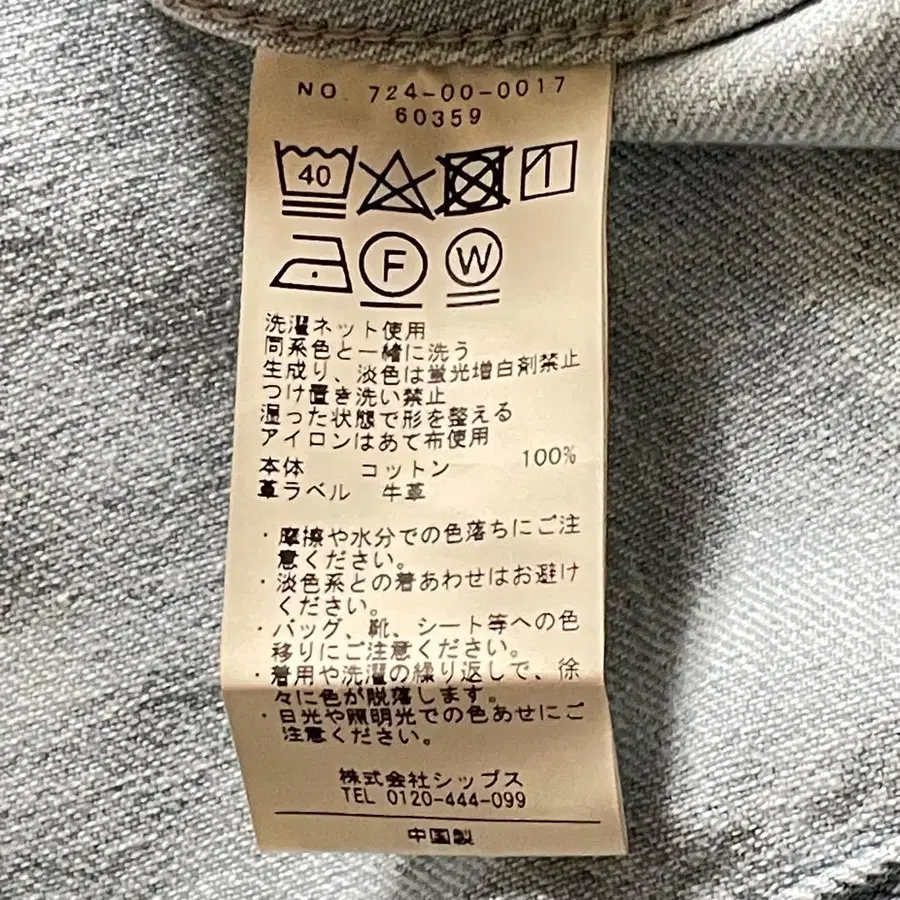 NO. 724-00-0017
60359
40
F
W
洗濯ネット使用
同系色と一緒に洗う
生成り、淡色は蛍光増白剤禁止
つけ置き洗い禁止
湿った状態で形を整える
アイロンはあて布使用
本体 コットン 100%
革ラベル 牛革
・摩擦や水分での色落ちにご注
意ください。
・淡色系との着あわせはお避け
ください。
・バッグ、靴、シート等への色
移りにご注意ください。
・着用や洗濯の繰り返しで、徐
々に色が脱落します。
・日光や照明光での色あせにご
注意ください。
株式会社シップス
TEL 0120-444-099
中国製